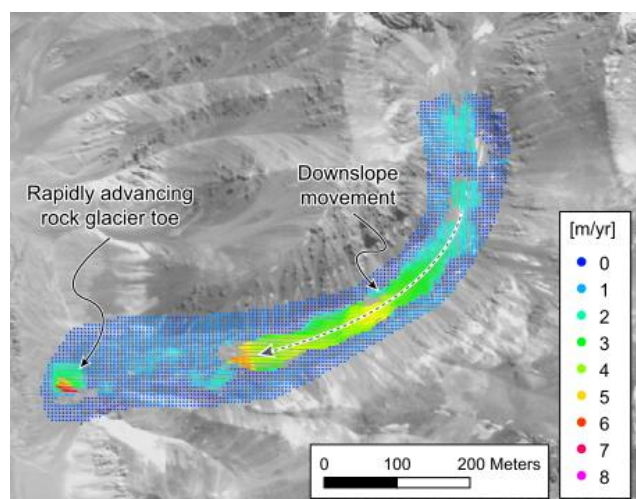 Downslope
movement
Rapidly advancing
rock glacier toe
[m/yr]
0
1
2
3
4
5
6
7
8
0 100 200 Meters